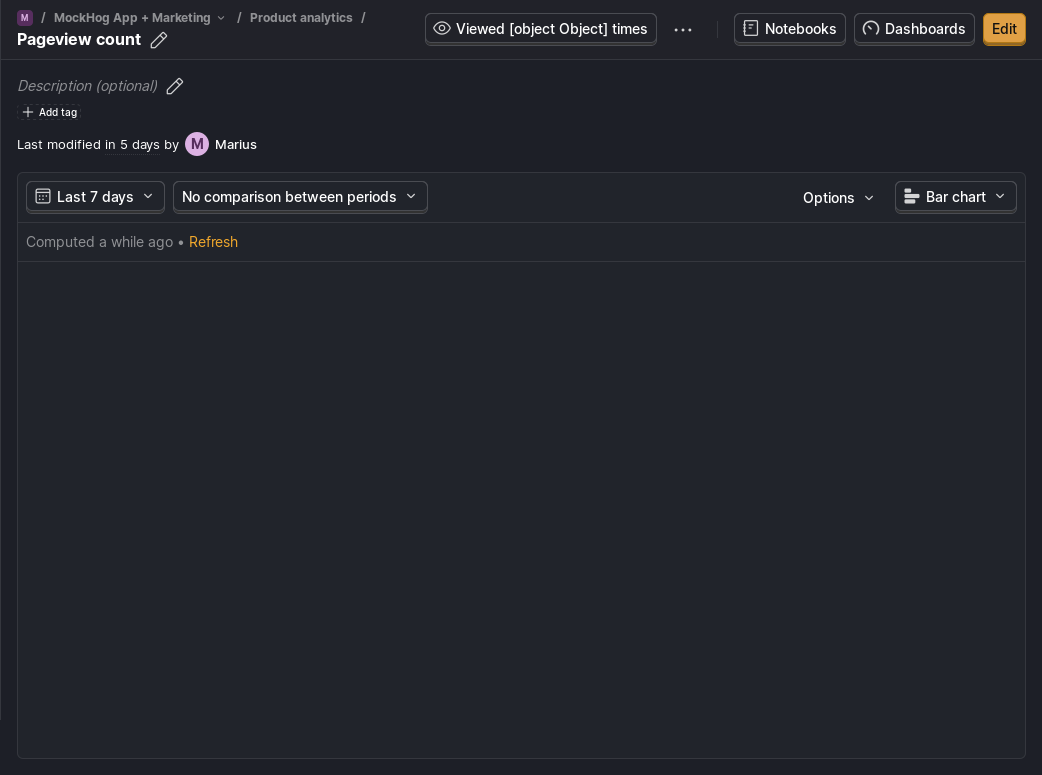 M / MockHog App + Marketing / Product analytics /
Pageview count
Viewed [object Object] times
Notebooks
Dashboards
Edit
Description (optional)
Add tag
Last modified in 5 days by M Marius
Last 7 days
No comparison between periods
Options
Bar chart
Computed a while ago • Refresh